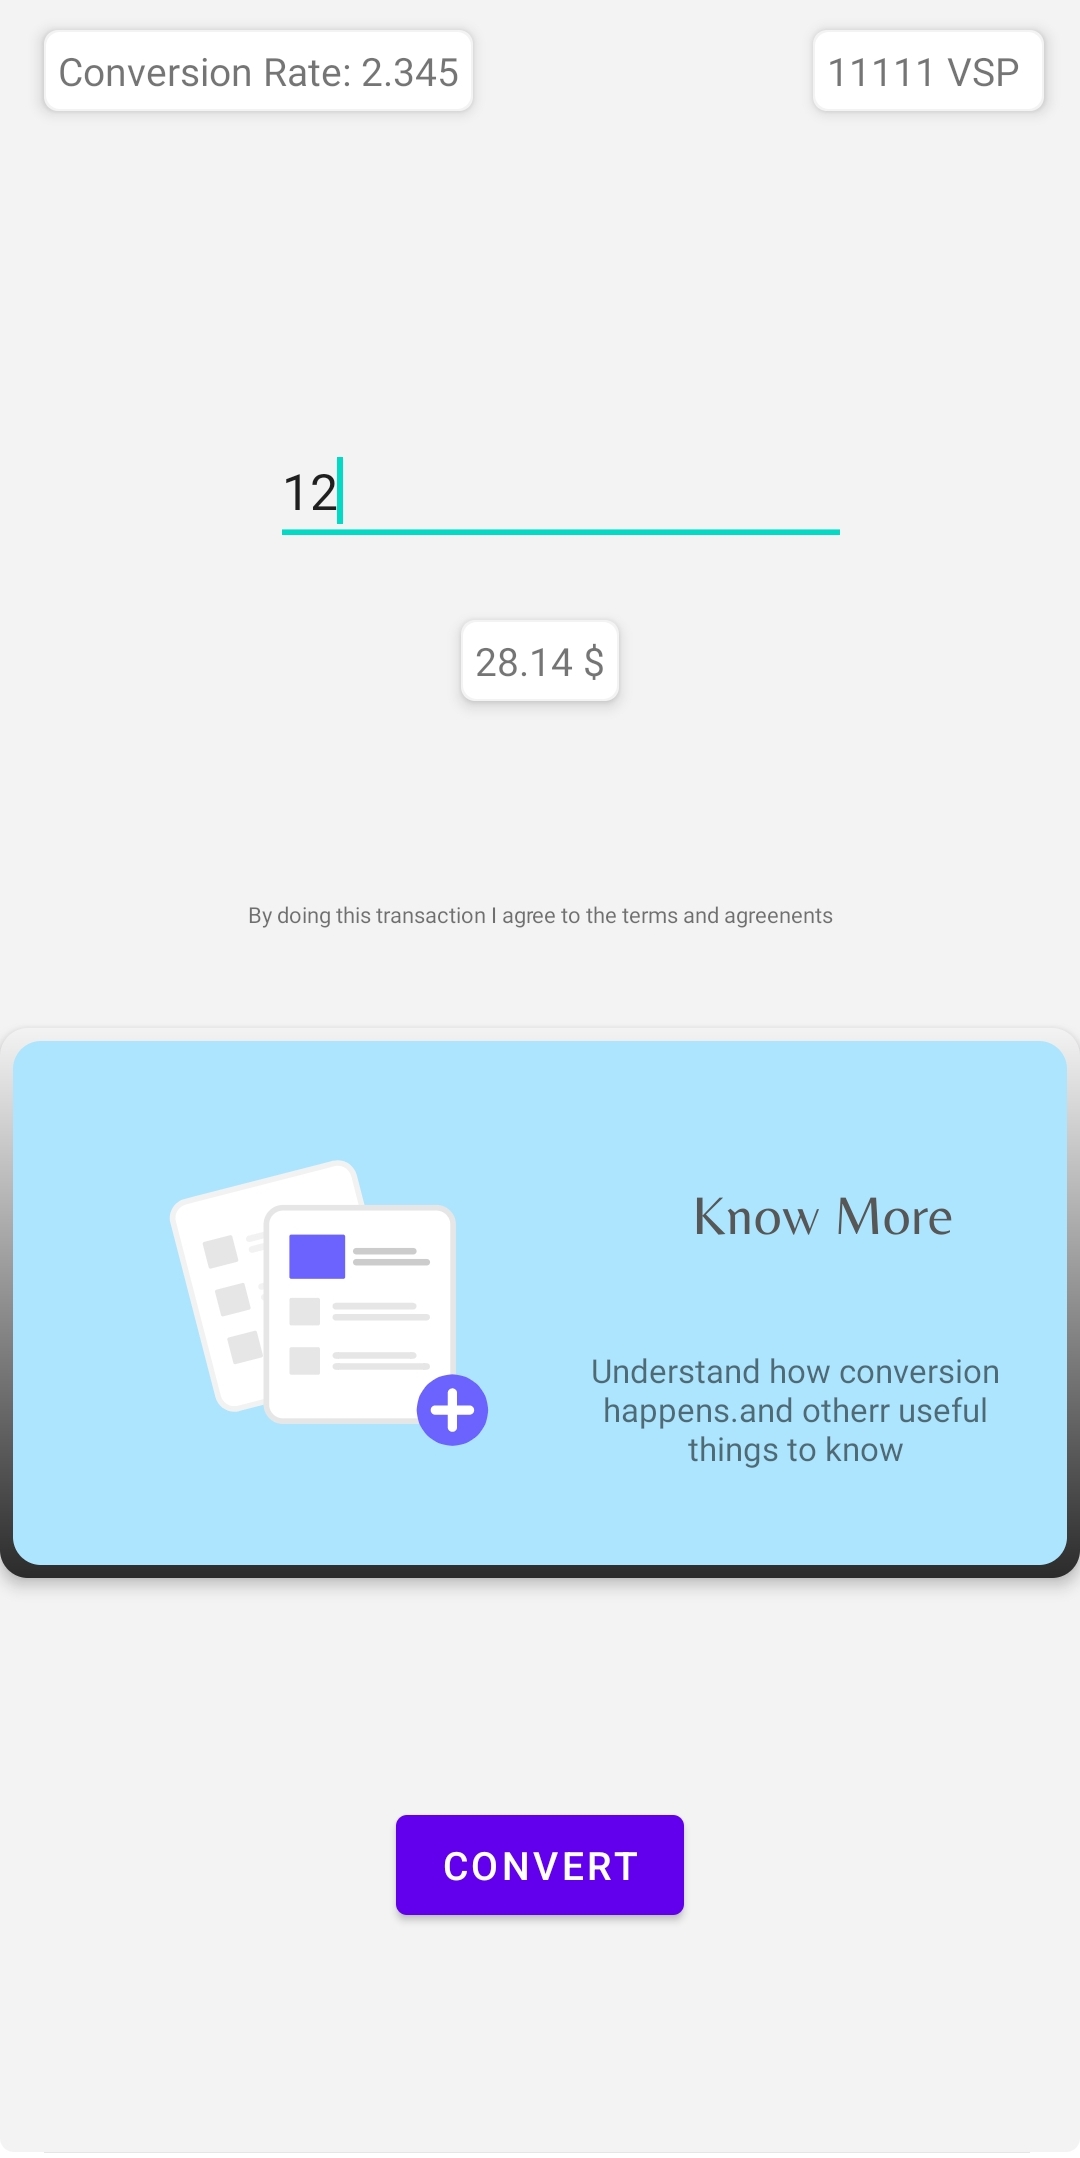 Conversion Rate: 2.345
11111 VSP
12
28.14 $
By doing this transaction I agree to the terms and agreenents
Know More
Understand how conversion
happens.and otherr useful
things to know
CONVERT